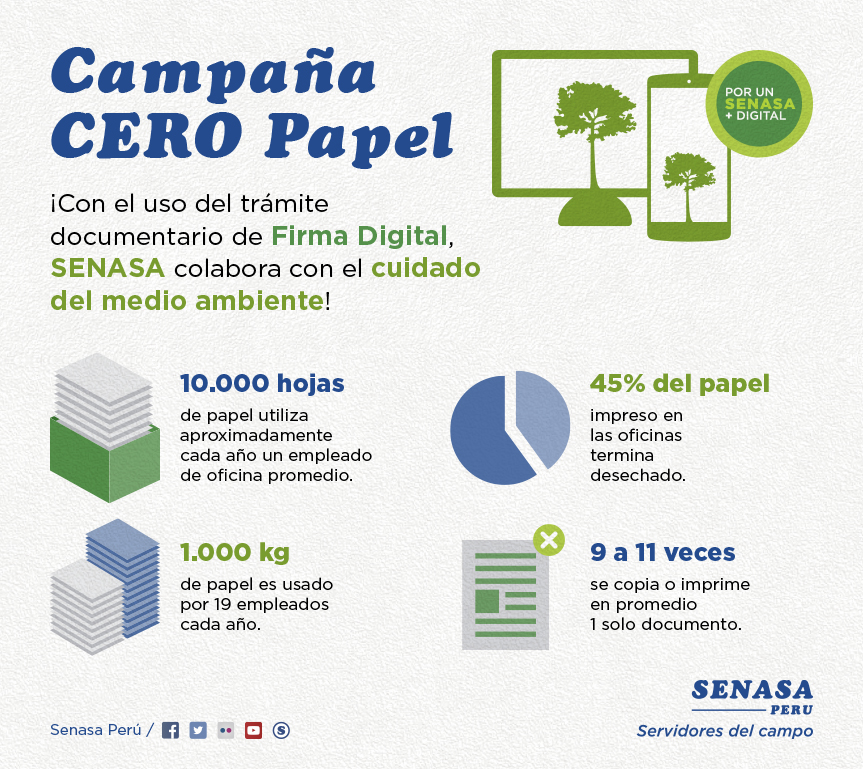 Campaña
CERO Papel
POR UN
SENASA
+ DIGITAL
¡Con el uso del trámite
documentario de Firma Digital,
SENASA colabora con el cuidado
del medio ambiente!
10.000 hojas
de papel utiliza
aproximadamente
cada año un empleado
de oficina promedio.
45% del papel
impreso en
las oficinas
termina
desechado.
1.000 kg
de papel es usado
por 19 empleados
cada año.
9 a 11 veces
se copia o imprime
en promedio
1 solo documento.
SENASA
PERU
Servidores del campo
Senasa Perú /